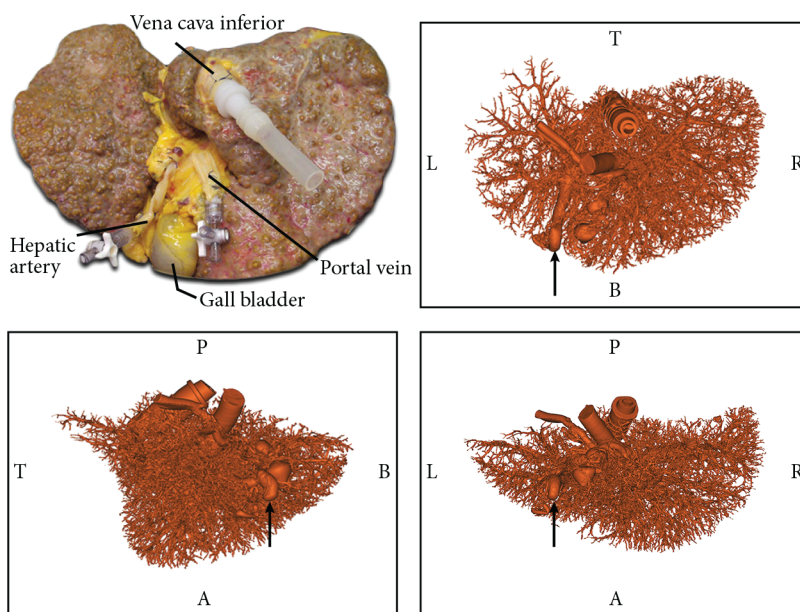 Vena cava inferior
Hepatic
artery
Portal vein
Gall bladder
T
L
R
B
P
T
B
A
P
L
R
A